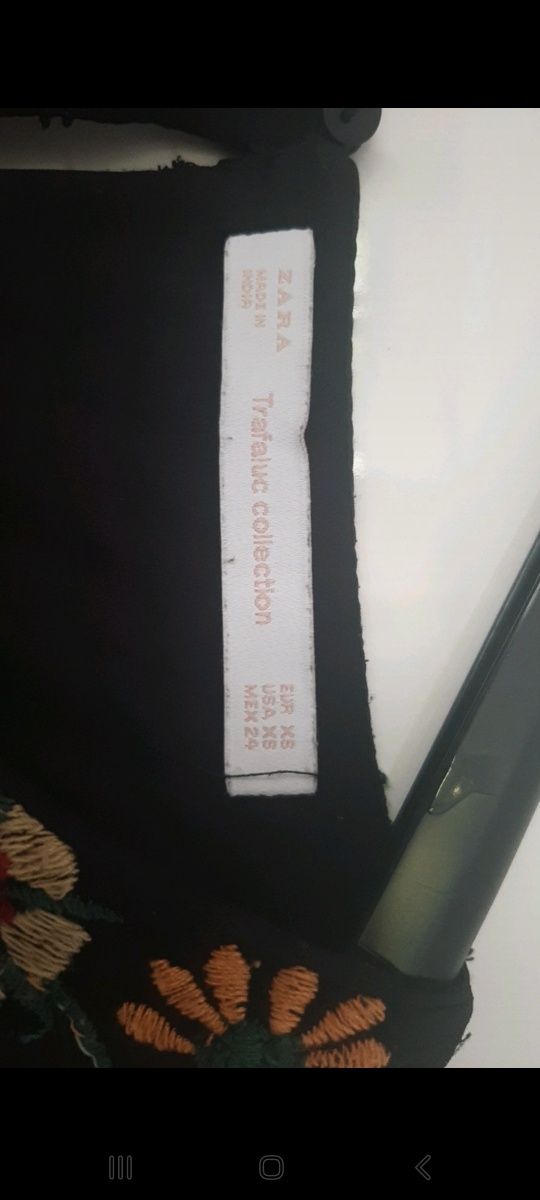 ZARA
MADE IN
INDIA
Trafaluc collection
EUR XS
USA XS
MEX 24